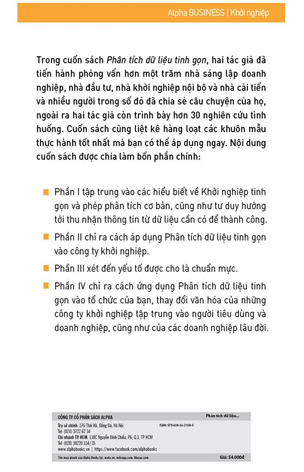 Alpha BUSINESS | Khởi nghiệp
Trong cuốn sách Phân tích dữ liệu tinh gọn, hai tác giả đã
tiến hành phỏng vấn hơn một trăm nhà sáng lập doanh
nghiệp, nhà đầu tư, nhà khởi nghiệp nội bộ và nhà cải tiến
và nhiều người trong số đó đã chia sẻ câu chuyện của họ,
ngoài ra hai tác giả còn trình bày hơn 30 nghiên cứu tình
huống. Cuốn sách cũng liệt kê hàng loạt các khuôn mẫu
thực hành tốt nhất mà bạn có thể áp dụng ngay. Nội dung
cuốn sách được chia làm bốn phần chính:
Phần I tập trung vào các hiểu biết về Khởi nghiệp tinh
gọn và phép phân tích cơ bản, cũng như tư duy hướng
tới thu nhận thông tin từ dữ liệu cần có để thành công.
Phần II chỉ ra cách áp dụng Phân tích dữ liệu tinh gọn
vào công ty khởi nghiệp.
Phần III xét đến yếu tố được cho là chuẩn mực.
Phần IV chỉ ra cách ứng dụng Phân tích dữ liệu tinh
gọn vào tổ chức của bạn, thay đổi văn hóa của những
công ty khởi nghiệp tập trung vào người tiêu dùng và
doanh nghiệp, cũng như của các doanh nghiệp lâu đời.
CÔNG TY CỔ PHẦN SÁCH ALPHA
Phân tích dữ liệu...
Trụ sở chính: 176 Thái Hà, Đống Đa, Hà Nội
Tel: (024) 3722 62 34
Chi nhánh TP HCM: 138C Nguyễn Đình Chiểu, P6, Q.3, TP. HCM
Tel: (028) 38220 334 | 35
www.alphabooks.vn | https://www.facebook.com/alphabooks
Giá: 54.000đ